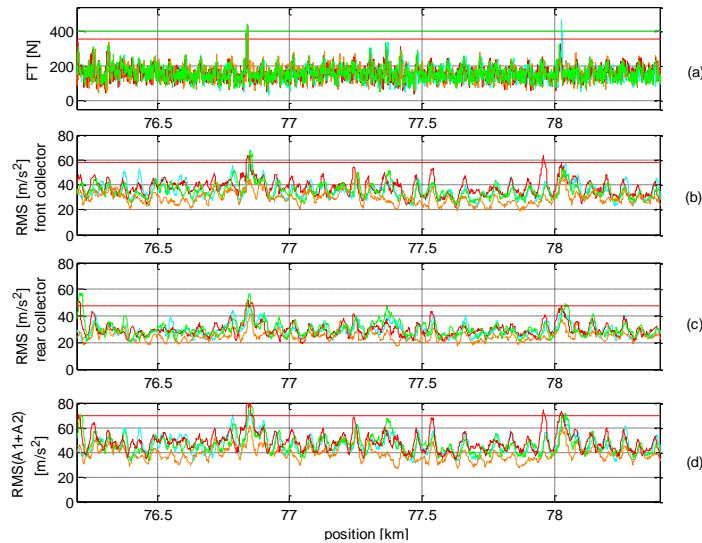 400
200
0
FT [N]
(a)
76.5 77 77.5 78
80
60
40
20
0
RMS [m/s²]
front collector
(b)
76.5 77 77.5 78
80
60
40
20
0
RMS [m/s²]
rear collector
(c)
76.5 77 77.5 78
80
60
40
20
0
RMS(A1+A2)
[m/s²]
(d)
76.5 77 77.5 78
position [km]